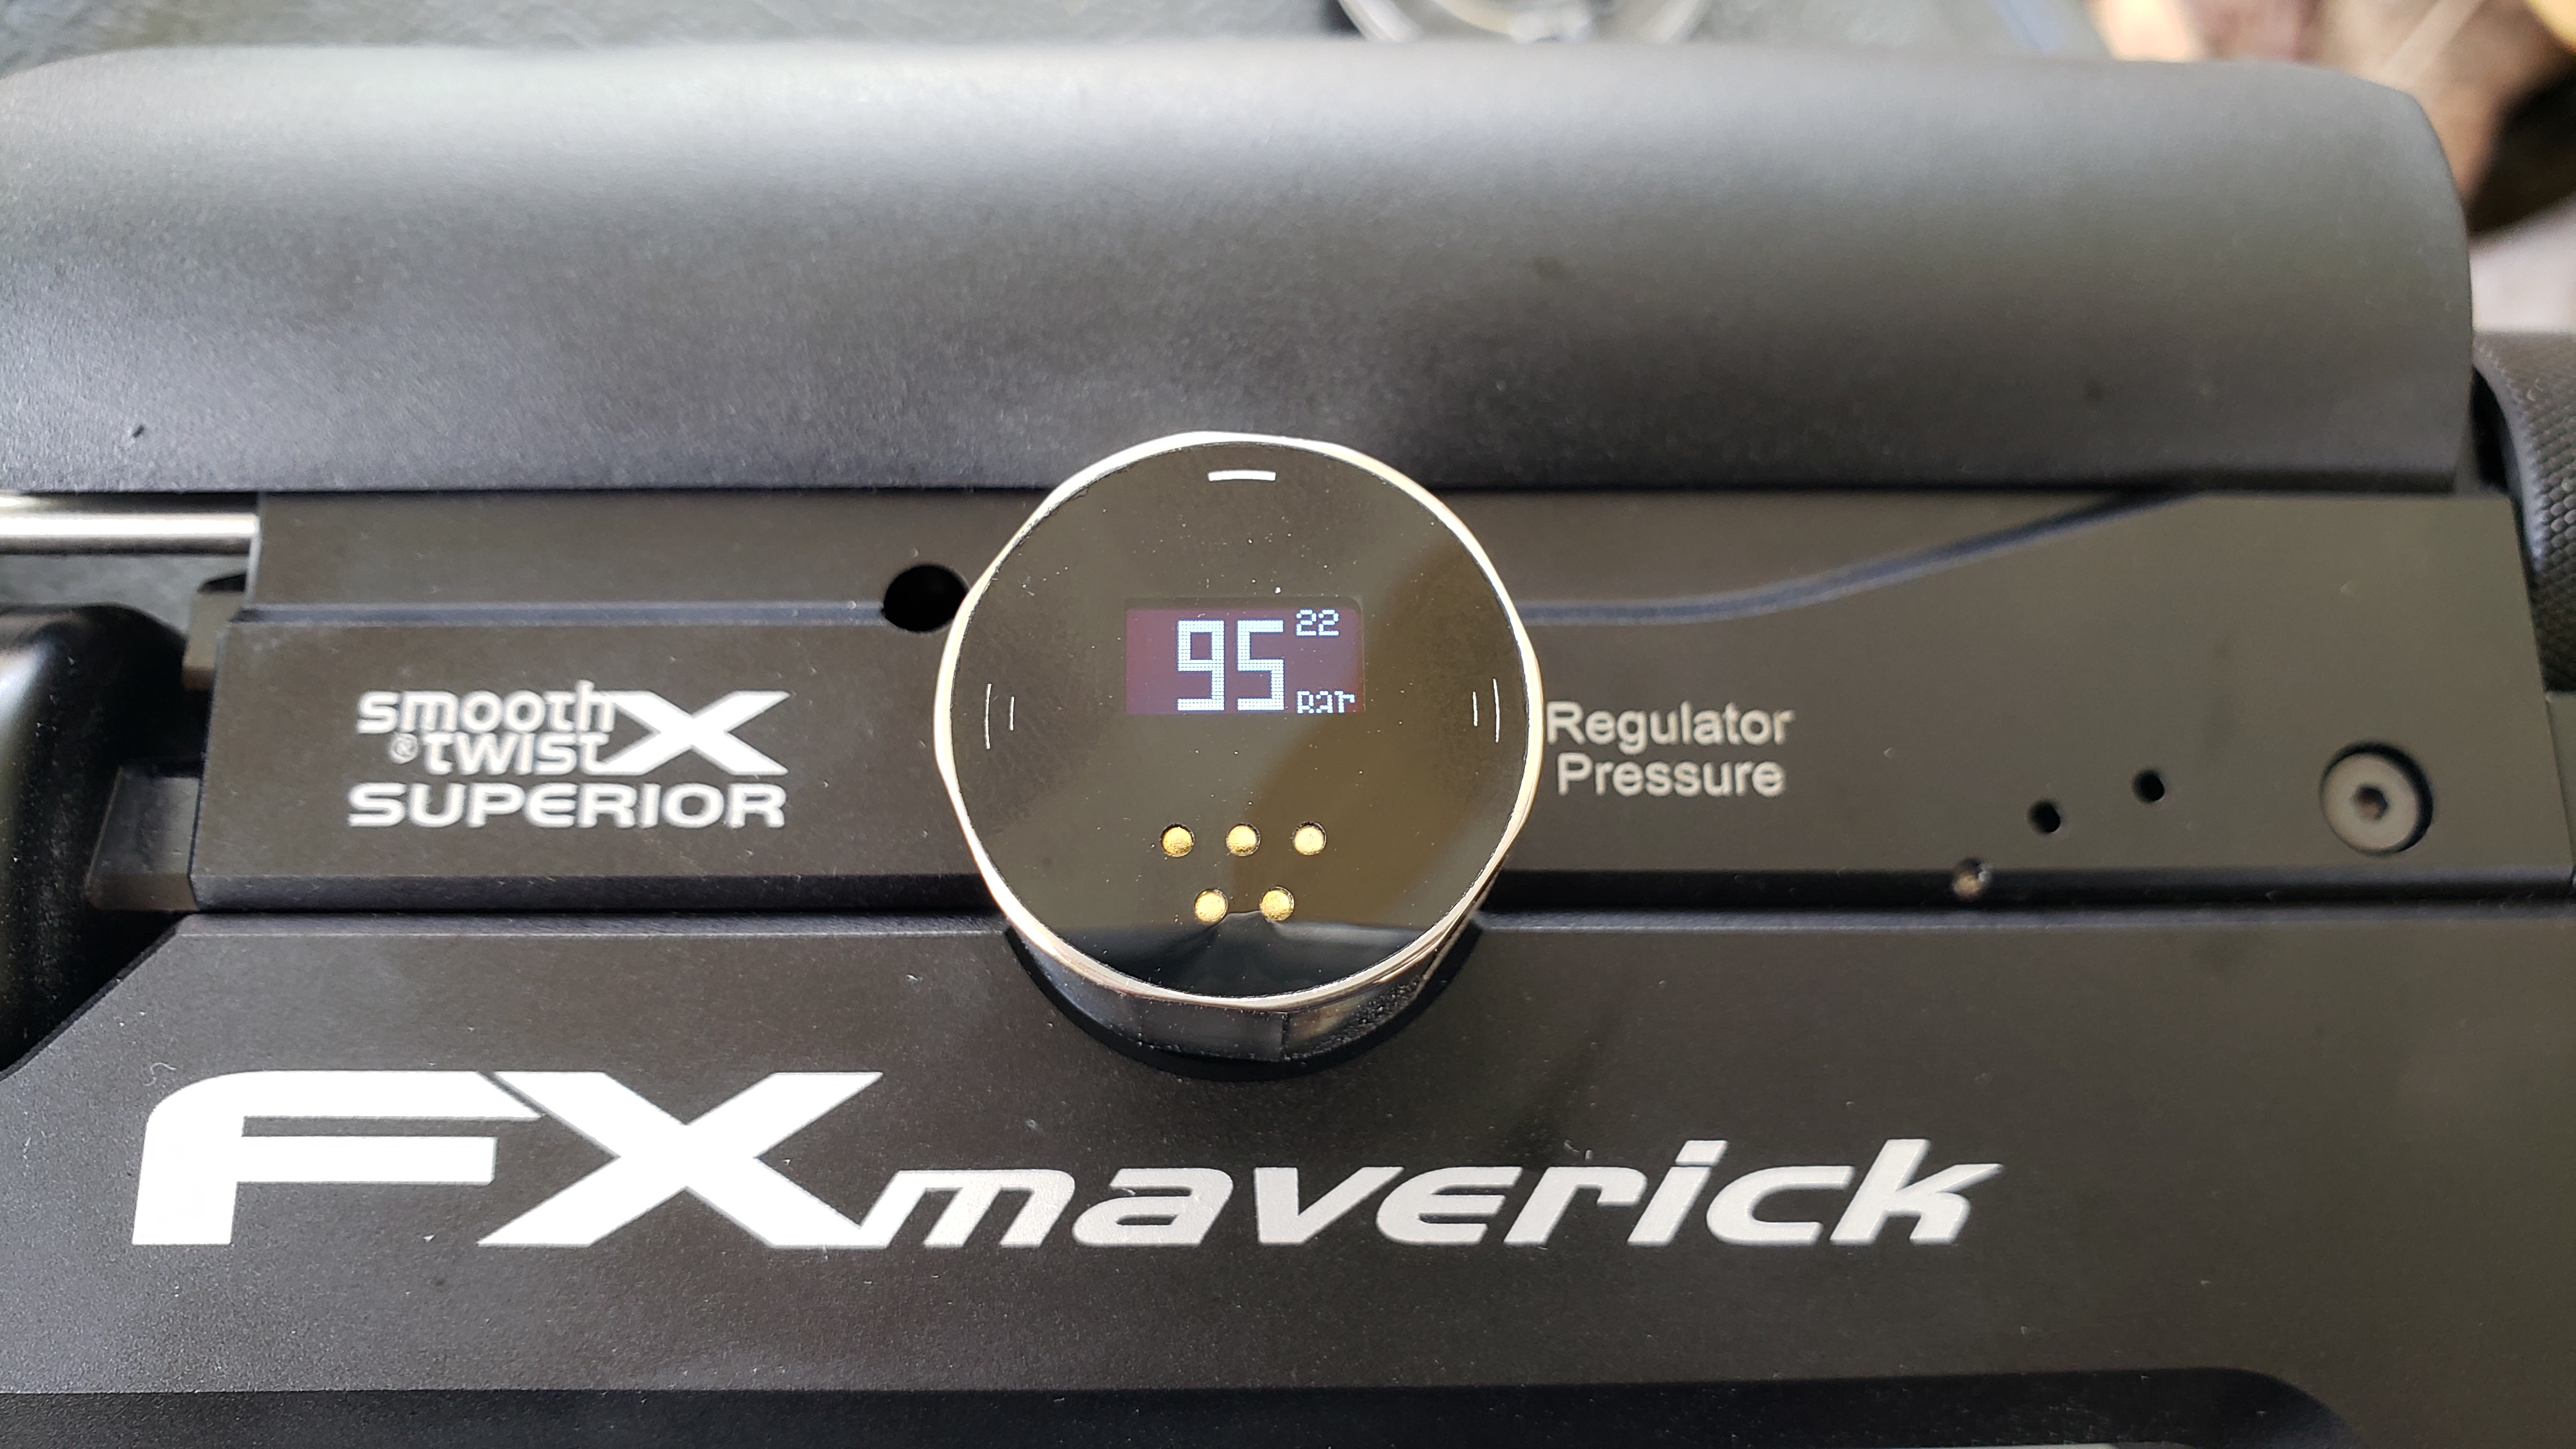 95 22
Bar
smooth
® twist X
SUPERIOR
Regulator
Pressure
FX maverick